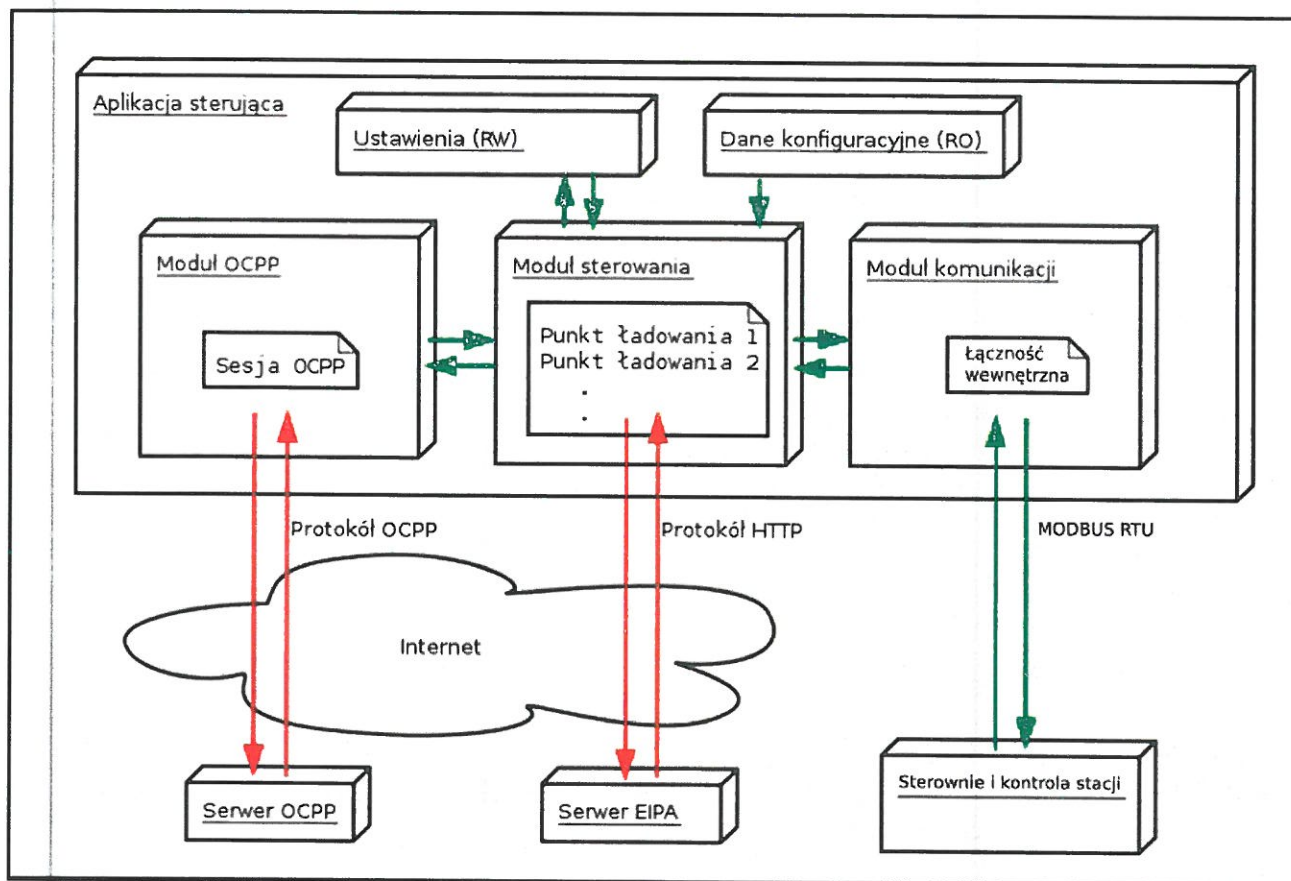 Aplikacja sterująca
Ustawienia (RW)
Dane konfiguracyjne (RO)
Moduł OCPP
Sesja OCPP
Moduł sterowania
Punkt ładowania 1
Punkt ładowania 2
.
.
Moduł komunikacji
Łączność
wewnętrzna
Protokół OCPP
Protokół HTTP
MODBUS RTU
Internet
Serwer OCPP
Serwer EIPA
Sterownie i kontrola stacji